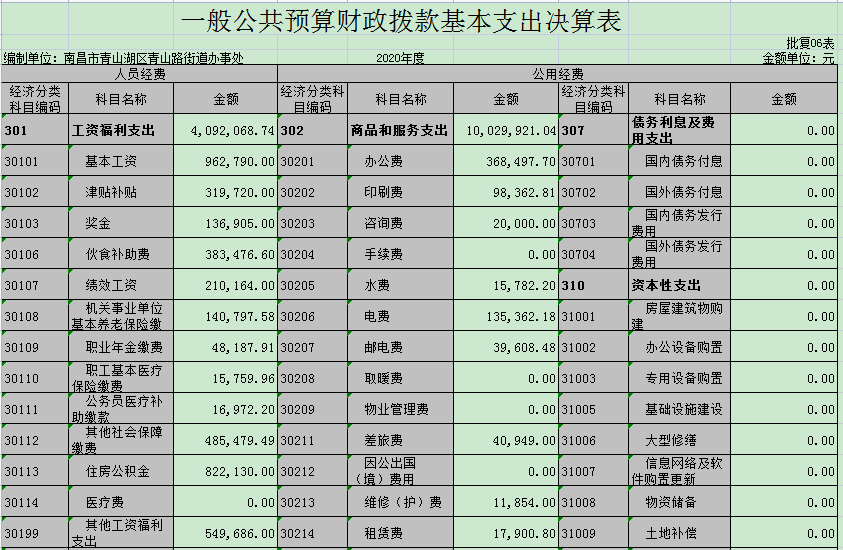 一般公共预算财政拨款基本支出决算表
批复06表
编制单位：南昌市青山湖区青山路街道办事处 2020年度 金额单位：元
人员经费 公用经费
经济分类科目编码 科目名称 金额 经济分类科目编码 科目名称 金额 经济分类科目编码 科目名称 金额
301 工资福利支出 4,092,068.74 302 商品和服务支出 10,029,921.04 307 债务利息及费用支出 0.00
30101 基本工资 962,790.00 30201 办公费 368,497.70 30701 国内债务付息 0.00
30102 津贴补贴 319,720.00 30202 印刷费 98,362.81 30702 国外债务付息 0.00
30103 奖金 136,905.00 30203 咨询费 20,000.00 30703 国内债务发行费用 0.00
30106 伙食补助费 383,476.60 30204 手续费 0.00 30704 国外债务发行费用 0.00
30107 绩效工资 210,164.00 30205 水费 15,782.20 310 资本性支出 0.00
30108 机关事业单位基本养老保险缴 140,797.58 30206 电费 135,362.18 31001 房屋建筑物购建 0.00
30109 职业年金缴费 48,187.91 30207 邮电费 39,608.48 31002 办公设备购置 0.00
30110 职工基本医疗保险缴费 15,759.96 30208 取暖费 0.00 31003 专用设备购置 0.00
30111 公务员医疗补助缴款 16,972.20 30209 物业管理费 0.00 31005 基础设施建设 0.00
30112 其他社会保障缴费 485,479.49 30211 差旅费 40,949.00 31006 大型修缮 0.00
30113 住房公积金 822,130.00 30212 因公出国（境）费用 0.00 31007 信息网络及软件购置更新 0.00
30114 医疗费 0.00 30213 维修（护）费 11,854.00 31008 物资储备 0.00
30199 其他工资福利支出 549,686.00 30214 租赁费 17,900.80 31009 土地补偿 0.00